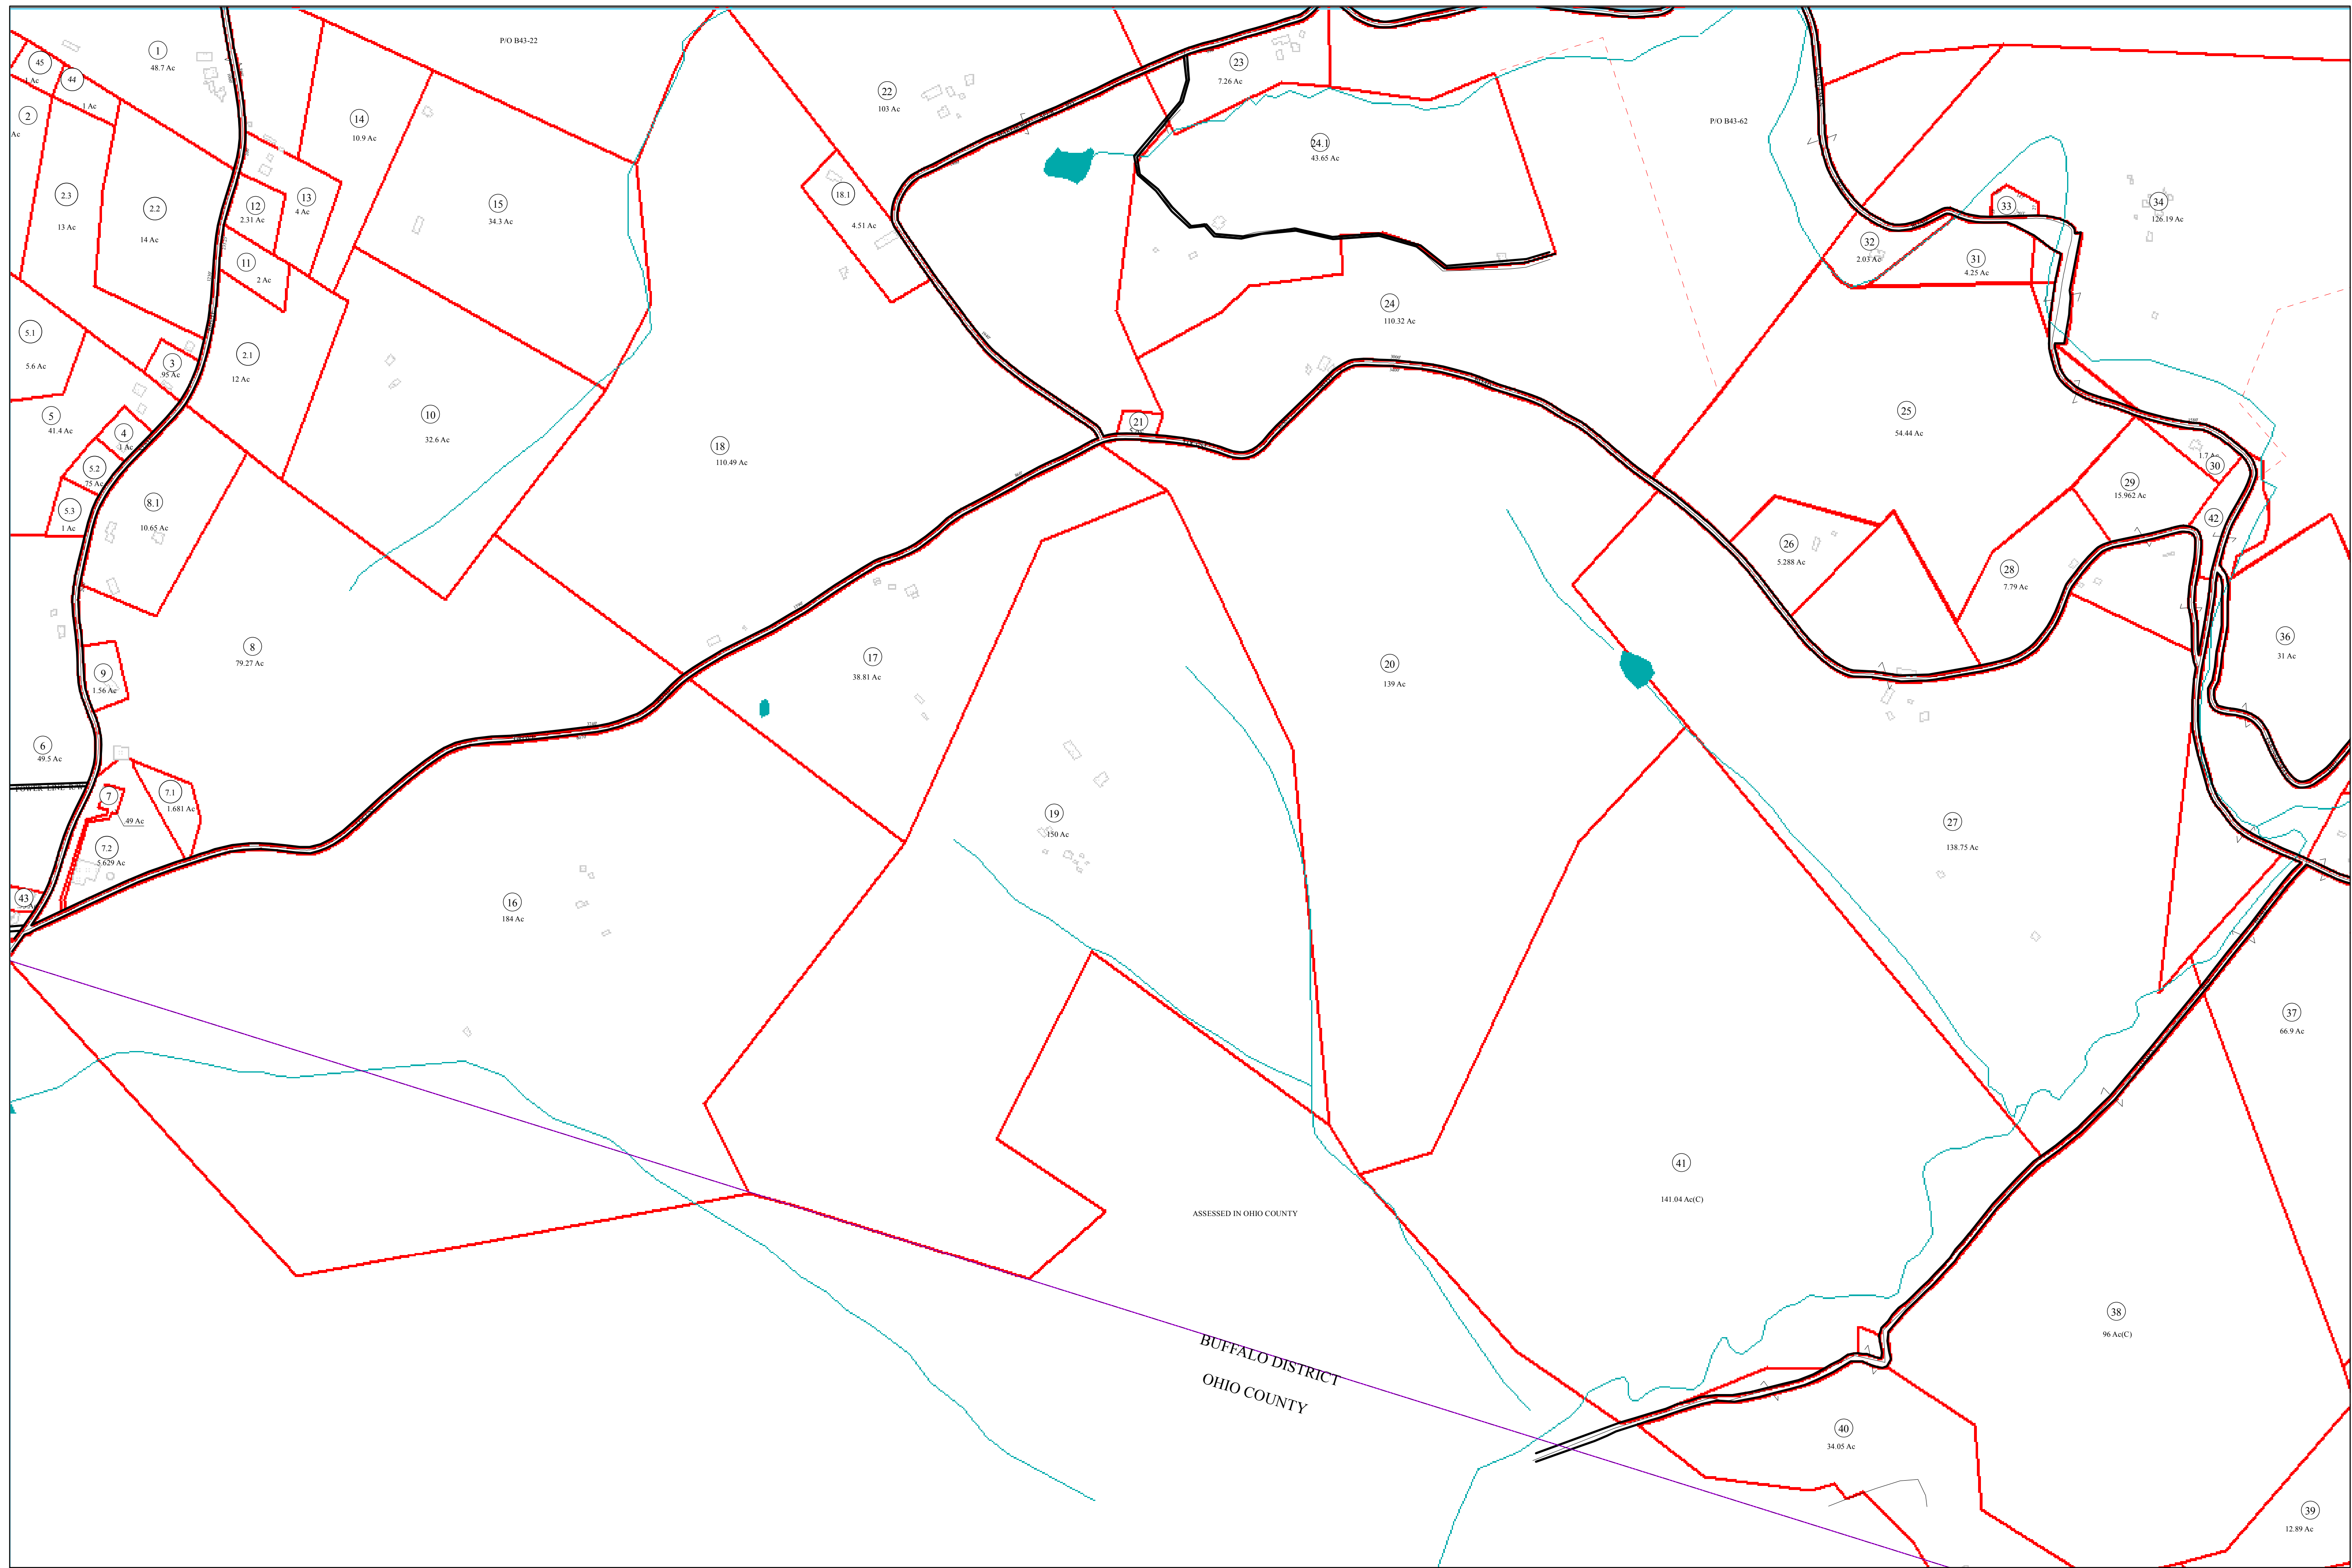 1
48.7 Ac
45
1 Ac
44
1 Ac
2
Ac
2.3
13 Ac
2.2
14 Ac
14
10.9 Ac
P/O B43-22
13
4 Ac
12
2.31 Ac
11
2 Ac
15
34.3 Ac
22
103 Ac
18.1
4.51 Ac
23
7.26 Ac
24.1
43.65 Ac
P/O B43-62
34
126.19 Ac
33
32
2.03 Ac
31
4.25 Ac
24
110.32 Ac
5.1
5.6 Ac
3
.95 Ac
2.1
12 Ac
5
41.4 Ac
4
1 Ac
10
32.6 Ac
18
110.49 Ac
21
25
54.44 Ac
5.2
75 Ac
5.3
1 Ac
8.1
10.65 Ac
29
15.962 Ac
1.7 Ac
30
42
26
5.288 Ac
28
7.79 Ac
36
31 Ac
8
79.27 Ac
9
1.56 Ac
17
38.81 Ac
20
139 Ac
6
49.5 Ac
POWER LINE R/W
7
.49 Ac
7.1
1.681 Ac
7.2
5.629 Ac
43
16
184 Ac
19
150 Ac
27
138.75 Ac
37
66.9 Ac
41
141.04 Ac(C)
ASSESSED IN OHIO COUNTY
BUFFALO DISTRICT
OHIO COUNTY
38
96 Ac(C)
40
34.05 Ac
39
12.89 Ac